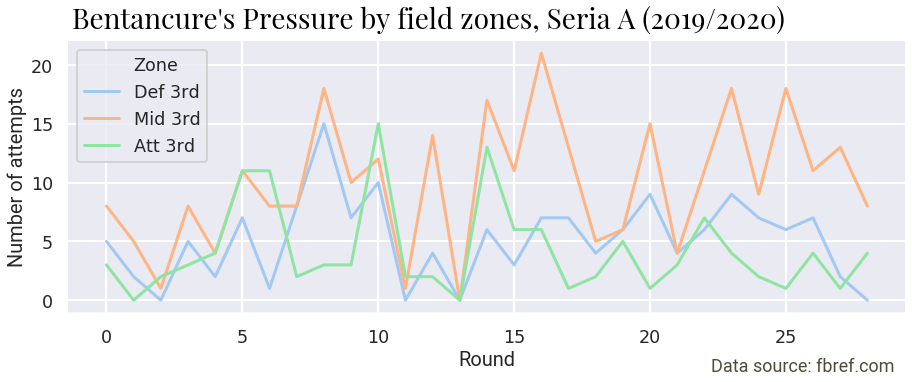 Bentancure's Pressure by field zones, Seria A (2019/2020)
Number of attempts
20
15
10
5
0
Zone
Def 3rd
Mid 3rd
Att 3rd
0 5 10 15 20 25
Round
Data source: fbref.com